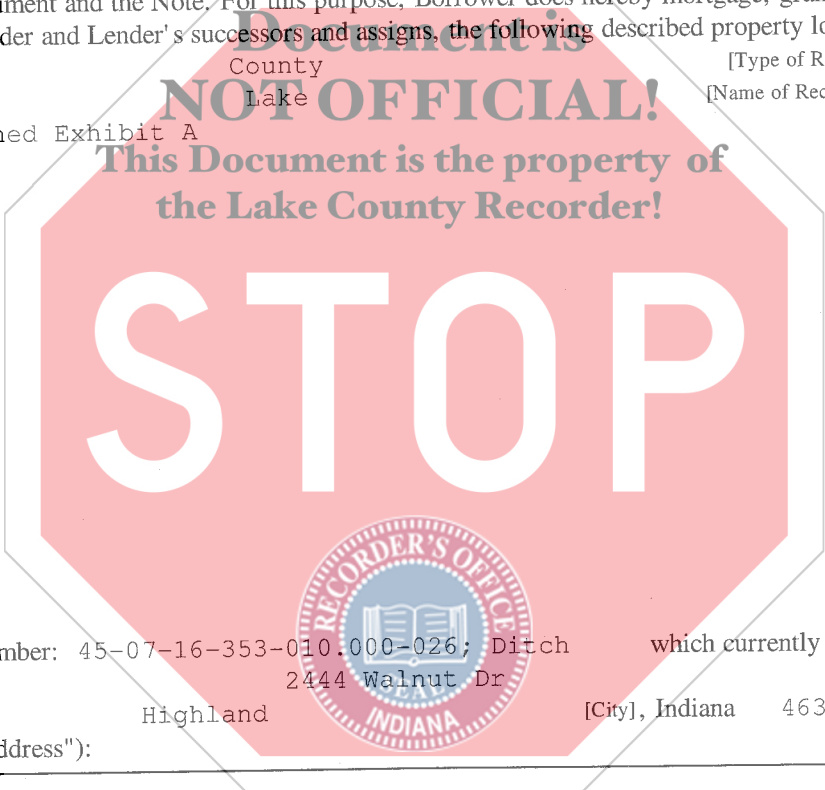 ment and the Note. For this purpose, Borrower does hereby mortgage, gra
der and Lender's successors and assigns, the following described property lo
Document is
County [Type of R
NOT OFFICIAL!
Lake [Name of Rec
ned Exhibit A
This Document is the property of
the Lake County Recorder!
STOP
RECORDER'S OFFICE
mber: 45-07-16-353-010.000-026; Ditch which currently
2444 Walnut Dr
SEAL
Highland [City], Indiana 463
INDIANA
ddress"):